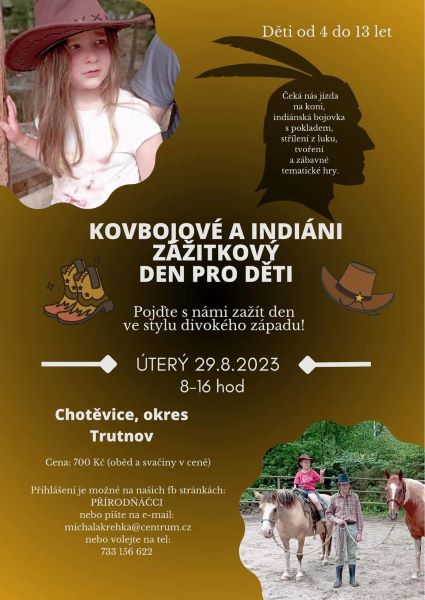 Děti od 4 do 13 let
Čeká nás jízda
na koni,
indiánská bojovka
s pokladem,
střílení z luku,
tvoření
a zábavné
tematické hry.
KOVBOJOVÉ A INDIÁNI
ZÁŽITKOVÝ
DEN PRO DĚTI
Pojďte s námi zažít den
ve stylu divokého západu!
ÚTERÝ 29.8.2023
8-16 hod
Chotěvice, okres
Trutnov
Cena: 700 Kč (oběd a svačiny v ceně)
Přihlášení je možné na našich fb stránkách:
PŘÍRODŇÁČCI
nebo pište na e-mail:
michalakrehka@centrum.cz
nebo volejte na tel:
733 156 622